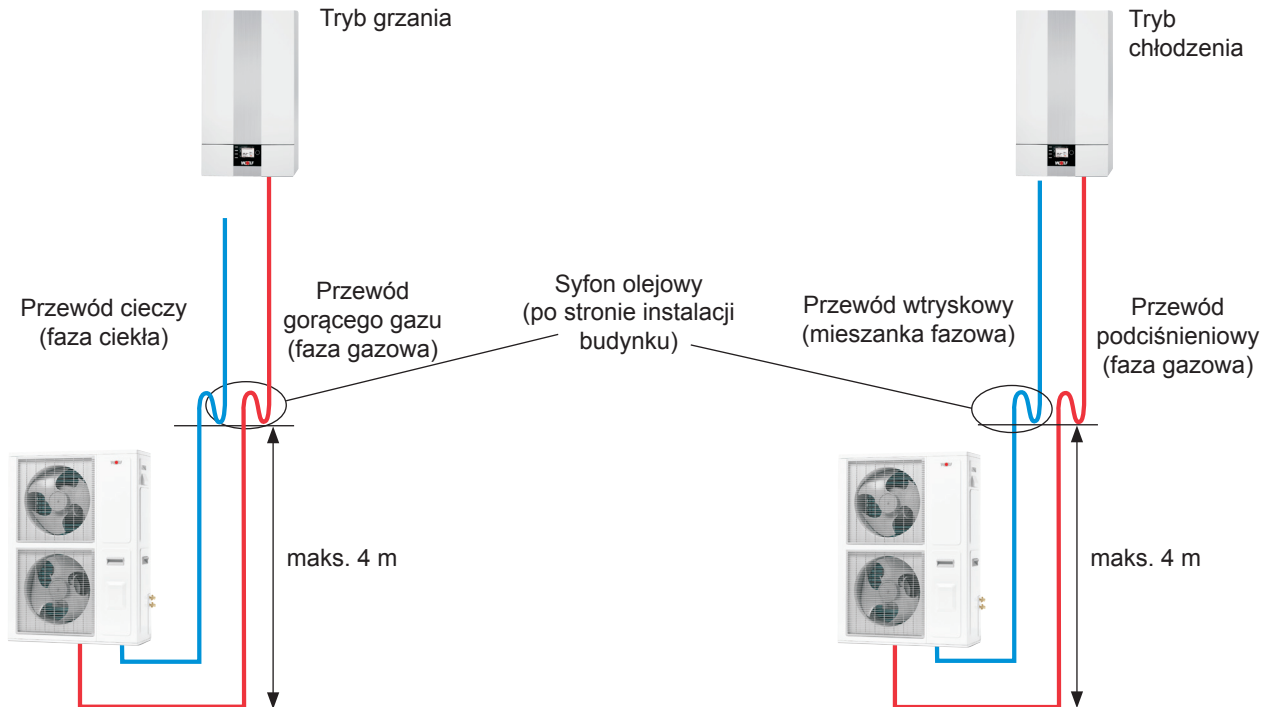 Tryb grzania
Tryb
chłodzenia
Przewód cieczy
(faza ciekła)
Przewód
gorącego gazu
(faza gazowa)
Syfon olejowy
(po stronie instalacji
budynku)
Przewód wtryskowy
(mieszanka fazowa)
Przewód
podciśnieniowy
(faza gazowa)
maks. 4 m
maks. 4 m